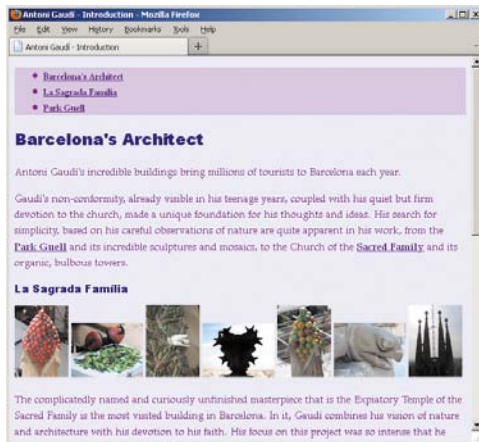 Antoni Gaudí - Introduction - Mozilla Firefox
File Edit View History Bookmarks Tools Help
Antoni Gaudí - Introduction
Barcelona's Architect
La Sagrada Família
Park Guell
Barcelona's Architect
Antoni Gaudí's incredible buildings bring millions of tourists to Barcelona each year.
Gaudí's non-conformity, already visible in his teenage years, coupled with his quiet but firm
devotion to the church, made a unique foundation for his thoughts and ideas. His search for
simplicity, based on his careful observations of nature are quite apparent in his work, from the
Park Guell and its incredible sculptures and mosaics, to the Church of the Sacred Family and its
organic, bulbous towers.
La Sagrada Família
The complicatedly named and curiously unfinished masterpiece that is the Expiatory Temple of the
Sacred Family is the most visited building in Barcelona. In it, Gaudí combines his vision of nature
and architecture with his devotion to his faith. His focus on this project was so intense that he